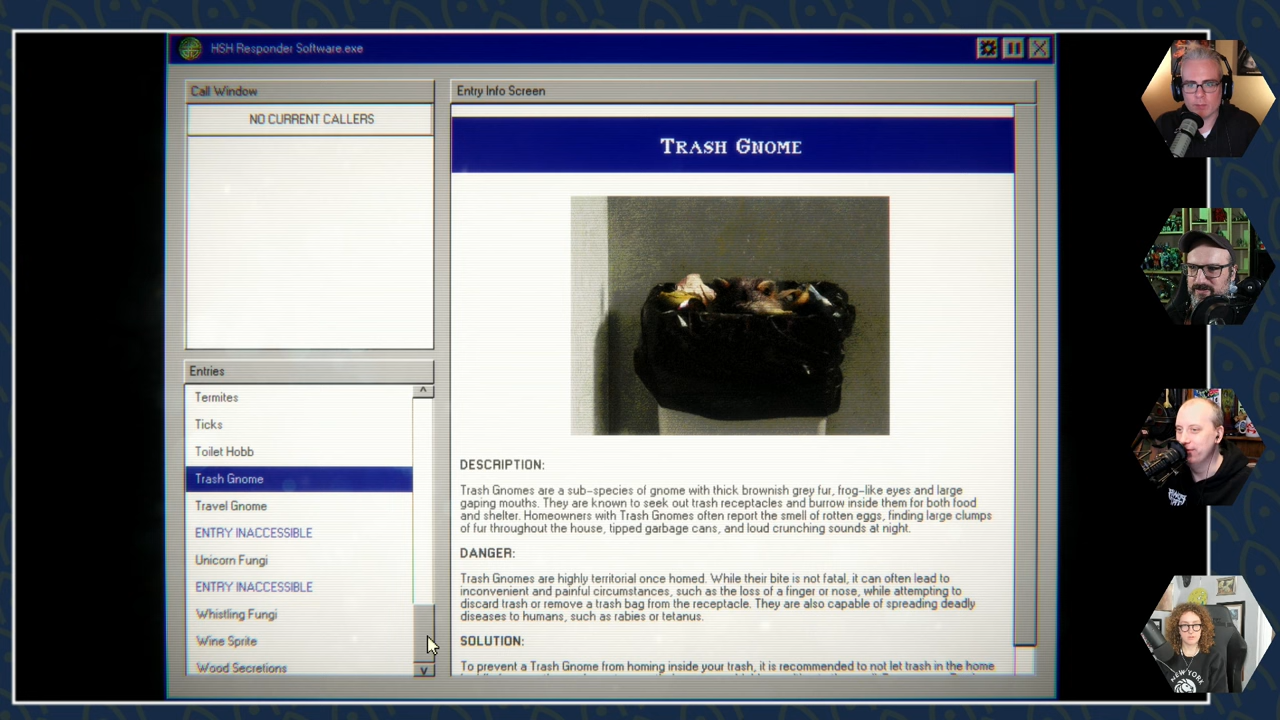 HSH Responder Software.exe
Call Window
NO CURRENT CALLERS
Entries
Termites
Ticks
Toilet Hobb
Trash Gnome
Travel Gnome
ENTRY INACCESSIBLE
Unicorn Fungi
ENTRY INACCESSIBLE
Whistling Fungi
Wine Sprite
Wood Secretions
Entry Info Screen
Trash Gnome
DESCRIPTION:
Trash Gnomes are a sub-species of gnome with thick brownish grey fur, frog-like eyes and large
gaping mouths. They are known to seek out trash receptacles and burrow inside them for both food
and shelter. Homeowners with Trash Gnomes often report the smell of rotten eggs, finding large clumps
of fur throughout the house, tipped garbage cans, and loud crunching sounds at night.
DANGER:
Trash Gnomes are highly territorial once homed. While their bite is not fatal, it can often lead to
inconvenient and painful circumstances, such as the loss of a finger or nose, while attempting to
discard trash or remove a trash bag from the receptacle. They are also capable of spreading deadly
diseases to humans, such as rabies or tetanus.
SOLUTION:
To prevent a Trash Gnome from homing inside your trash, it is recommended to not let trash in the home
NEW YORK